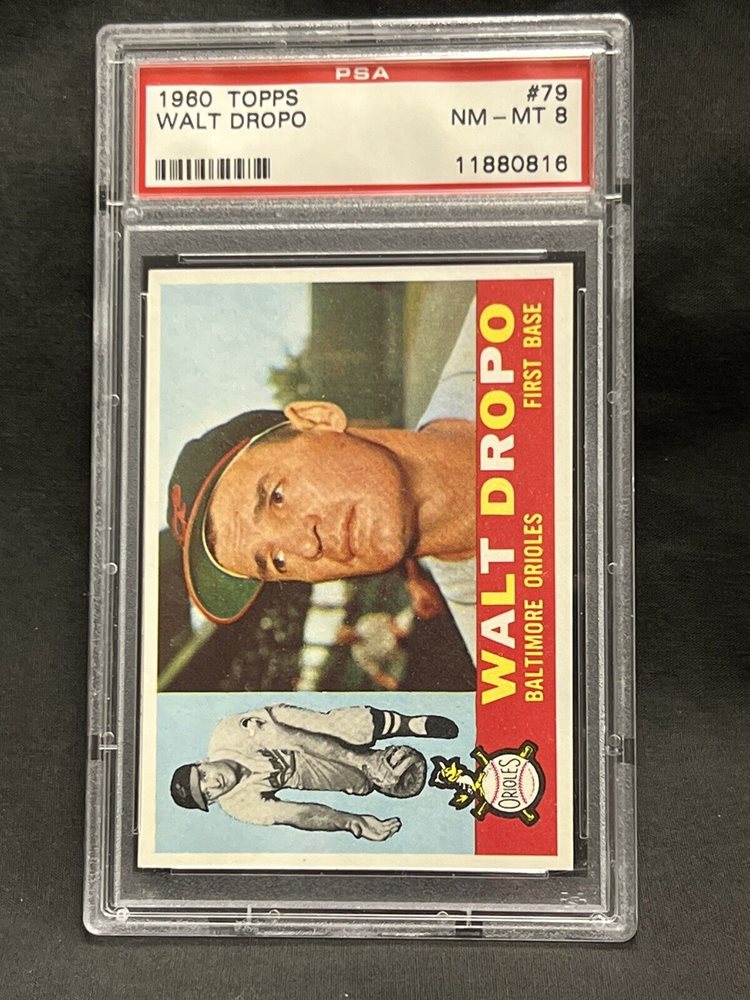 PSA
1960 TOPPS #79
WALT DROPO NM - MT 8
11880816
WALT DROPO
BALTIMORE ORIOLES FIRST BASE
ORIOLES